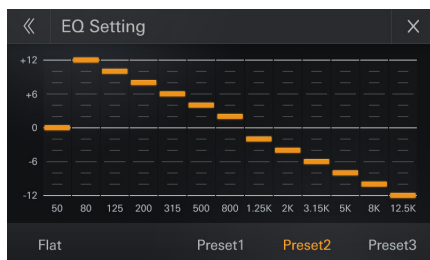 EQ Setting
+12
+6
0
-6
-12
50 80 125 200 315 500 800 1.25K 2K 3.15K 5K 8K 12.5K
Flat Preset1 Preset2 Preset3